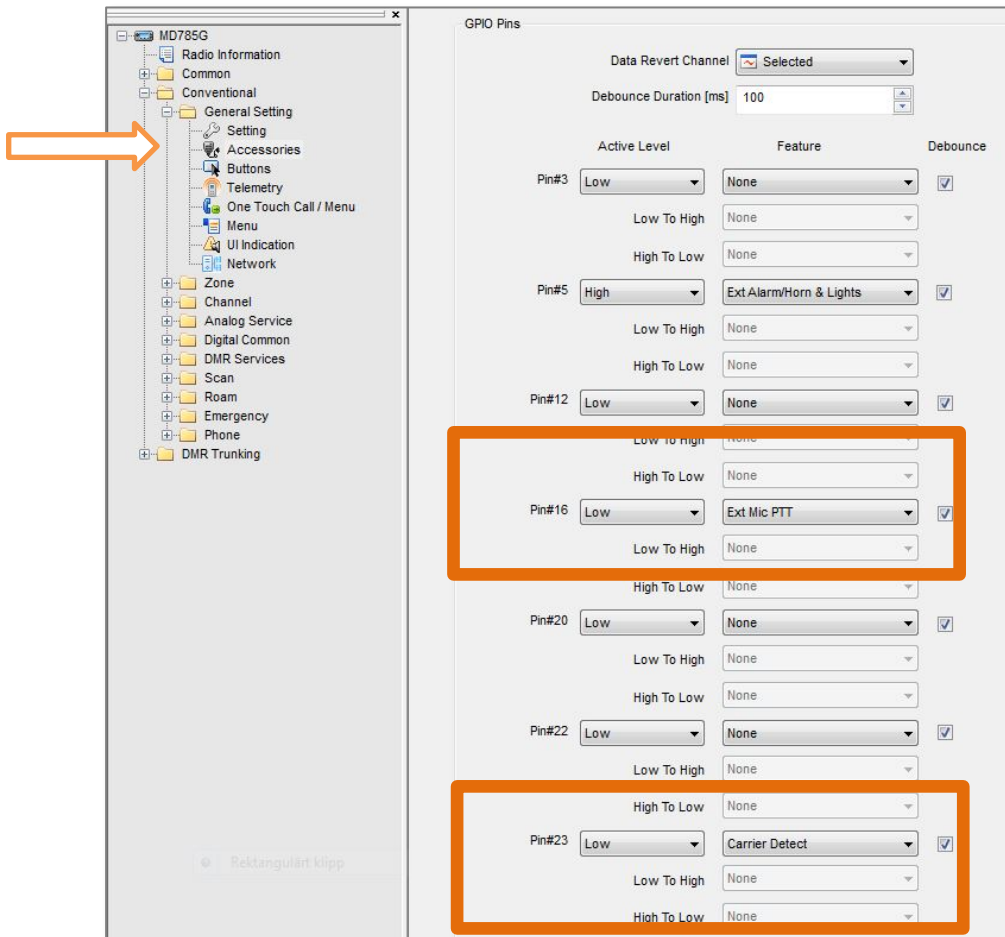 x
MD785G
Radio Information
Common
Conventional
General Setting
Setting
Accessories
Buttons
Telemetry
One Touch Call / Menu
Menu
UI Indication
Network
Zone
Channel
Analog Service
Digital Common
DMR Services
Scan
Roam
Emergency
Phone
DMR Trunking
Rektangulärt klipp
GPIO Pins
Data Revert Channel Selected
Debounce Duration [ms] 100
Active Level Feature Debounce
Pin#3 Low None
Low To High None
High To Low None
Pin#5 High Ext Alarm/Horn & Lights
Low To High None
High To Low None
Pin#12 Low None
Low To High None
High To Low None
Pin#16 Low Ext Mic PTT
Low To High None
High To Low None
Pin#20 Low None
Low To High None
High To Low None
Pin#22 Low None
Low To High None
High To Low None
Pin#23 Low Carrier Detect
Low To High None
High To Low None